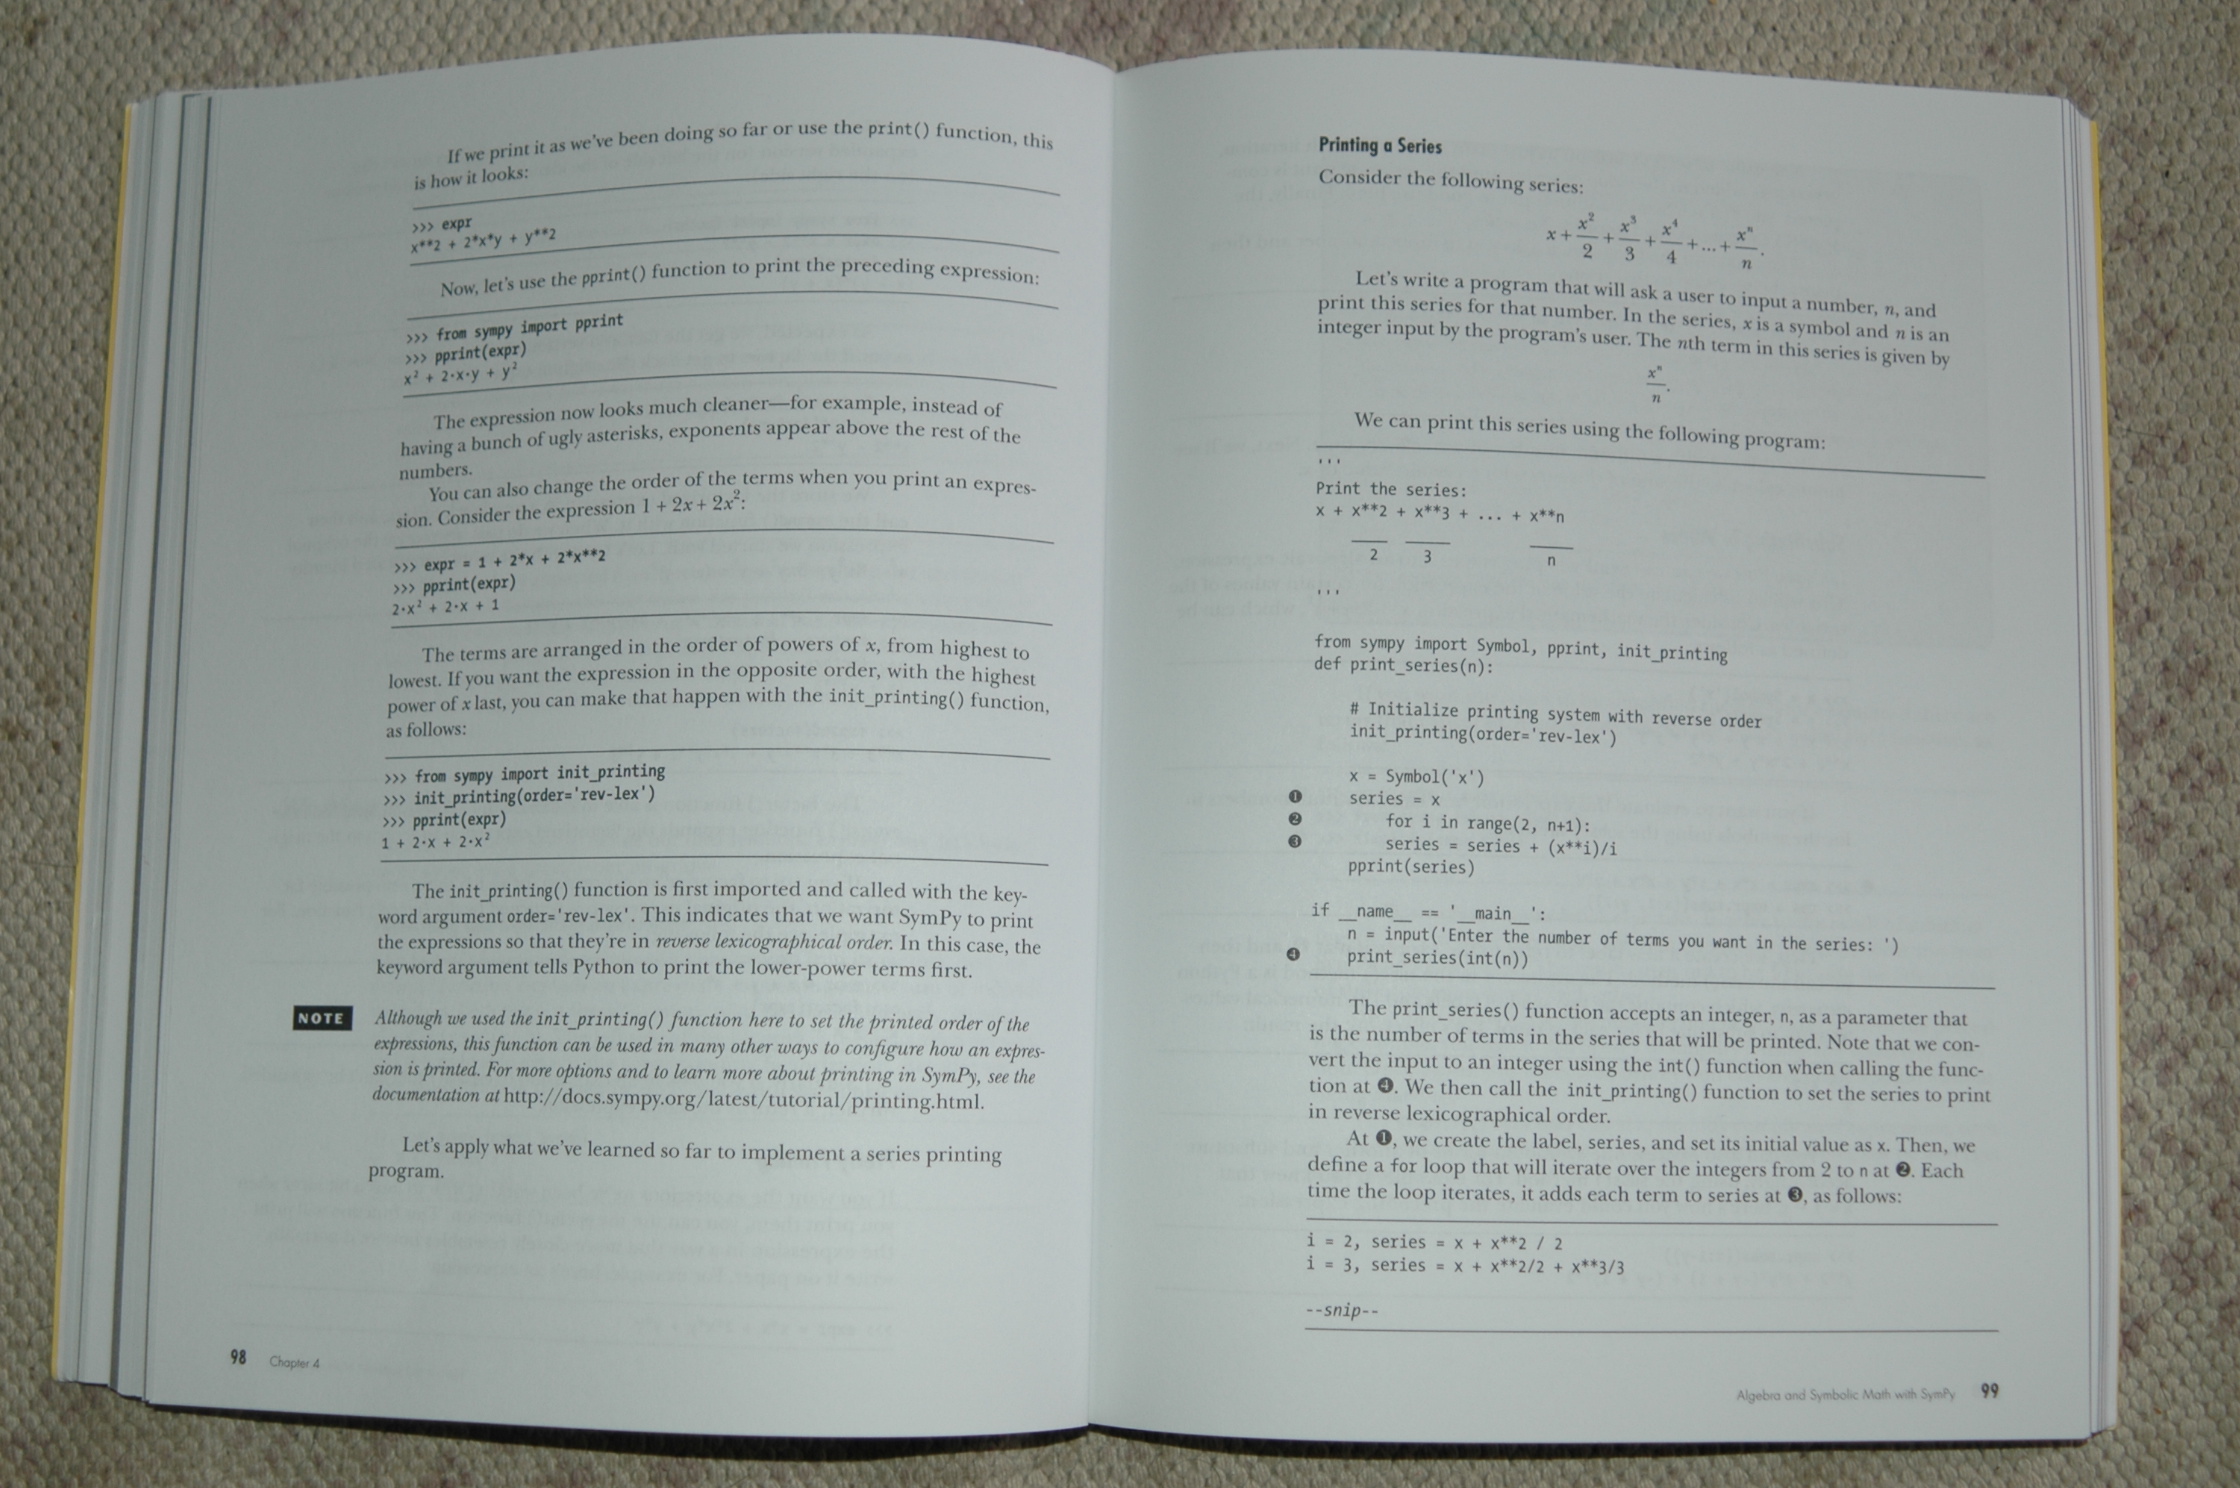 If we print it as we've been doing so far or use the print() function, this
is how it looks:
>>> expr
x**2 + 2*x*y + y**2
Now, let's use the pprint() function to print the preceding expression:
>>> from sympy import pprint
>>> pprint(expr)
x² + 2·x·y + y²
The expression now looks much cleaner—for example, instead of
having a bunch of ugly asterisks, exponents appear above the rest of the
numbers.
You can also change the order of the terms when you print an expres-
sion. Consider the expression 1 + 2x + 2x²:
>>> expr = 1 + 2*x + 2*x**2
>>> pprint(expr)
2·x² + 2·x + 1
The terms are arranged in the order of powers of x, from highest to
lowest. If you want the expression in the opposite order, with the highest
power of x last, you can make that happen with the init_printing() function,
as follows:
>>> from sympy import init_printing
>>> init_printing(order='rev-lex')
>>> pprint(expr)
1 + 2·x + 2·x²
The init_printing() function is first imported and called with the key-
word argument order='rev-lex'. This indicates that we want SymPy to print
the expressions so that they're in reverse lexicographical order. In this case, the
keyword argument tells Python to print the lower-power terms first.
NOTE Although we used the init_printing() function here to set the printed order of the
expressions, this function can be used in many other ways to configure how an expres-
sion is printed. For more options and to learn more about printing in SymPy, see the
documentation at http://docs.sympy.org/latest/tutorial/printing.html.
Let's apply what we've learned so far to implement a series printing
program.
98 Chapter 4
Printing a Series
Consider the following series:
x + x²/2 + x³/3 + x⁴/4 + ... + xⁿ/n.
Let's write a program that will ask a user to input a number, n, and
print this series for that number. In the series, x is a symbol and n is an
integer input by the program's user. The nth term in this series is given by
xⁿ/n.
We can print this series using the following program:
'''
Print the series:
x + x**2 + x**3 + ... + x**n
____ ____ ____
2 3 n
'''
from sympy import Symbol, pprint, init_printing
def print_series(n):
# Initialize printing system with reverse order
init_printing(order='rev-lex')
x = Symbol('x')
❶ series = x
❷ for i in range(2, n+1):
❸ series = series + (x**i)/i
pprint(series)
if __name__ == '__main__':
n = input('Enter the number of terms you want in the series: ')
❹ print_series(int(n))
The print_series() function accepts an integer, n, as a parameter that
is the number of terms in the series that will be printed. Note that we con-
vert the input to an integer using the int() function when calling the func-
tion at ❹. We then call the init_printing() function to set the series to print
in reverse lexicographical order.
At ❶, we create the label, series, and set its initial value as x. Then, we
define a for loop that will iterate over the integers from 2 to n at ❷. Each
time the loop iterates, it adds each term to series at ❸, as follows:
i = 2, series = x + x**2 / 2
i = 3, series = x + x**2/2 + x**3/3
--snip--
Algebra and Symbolic Math with SymPy 99